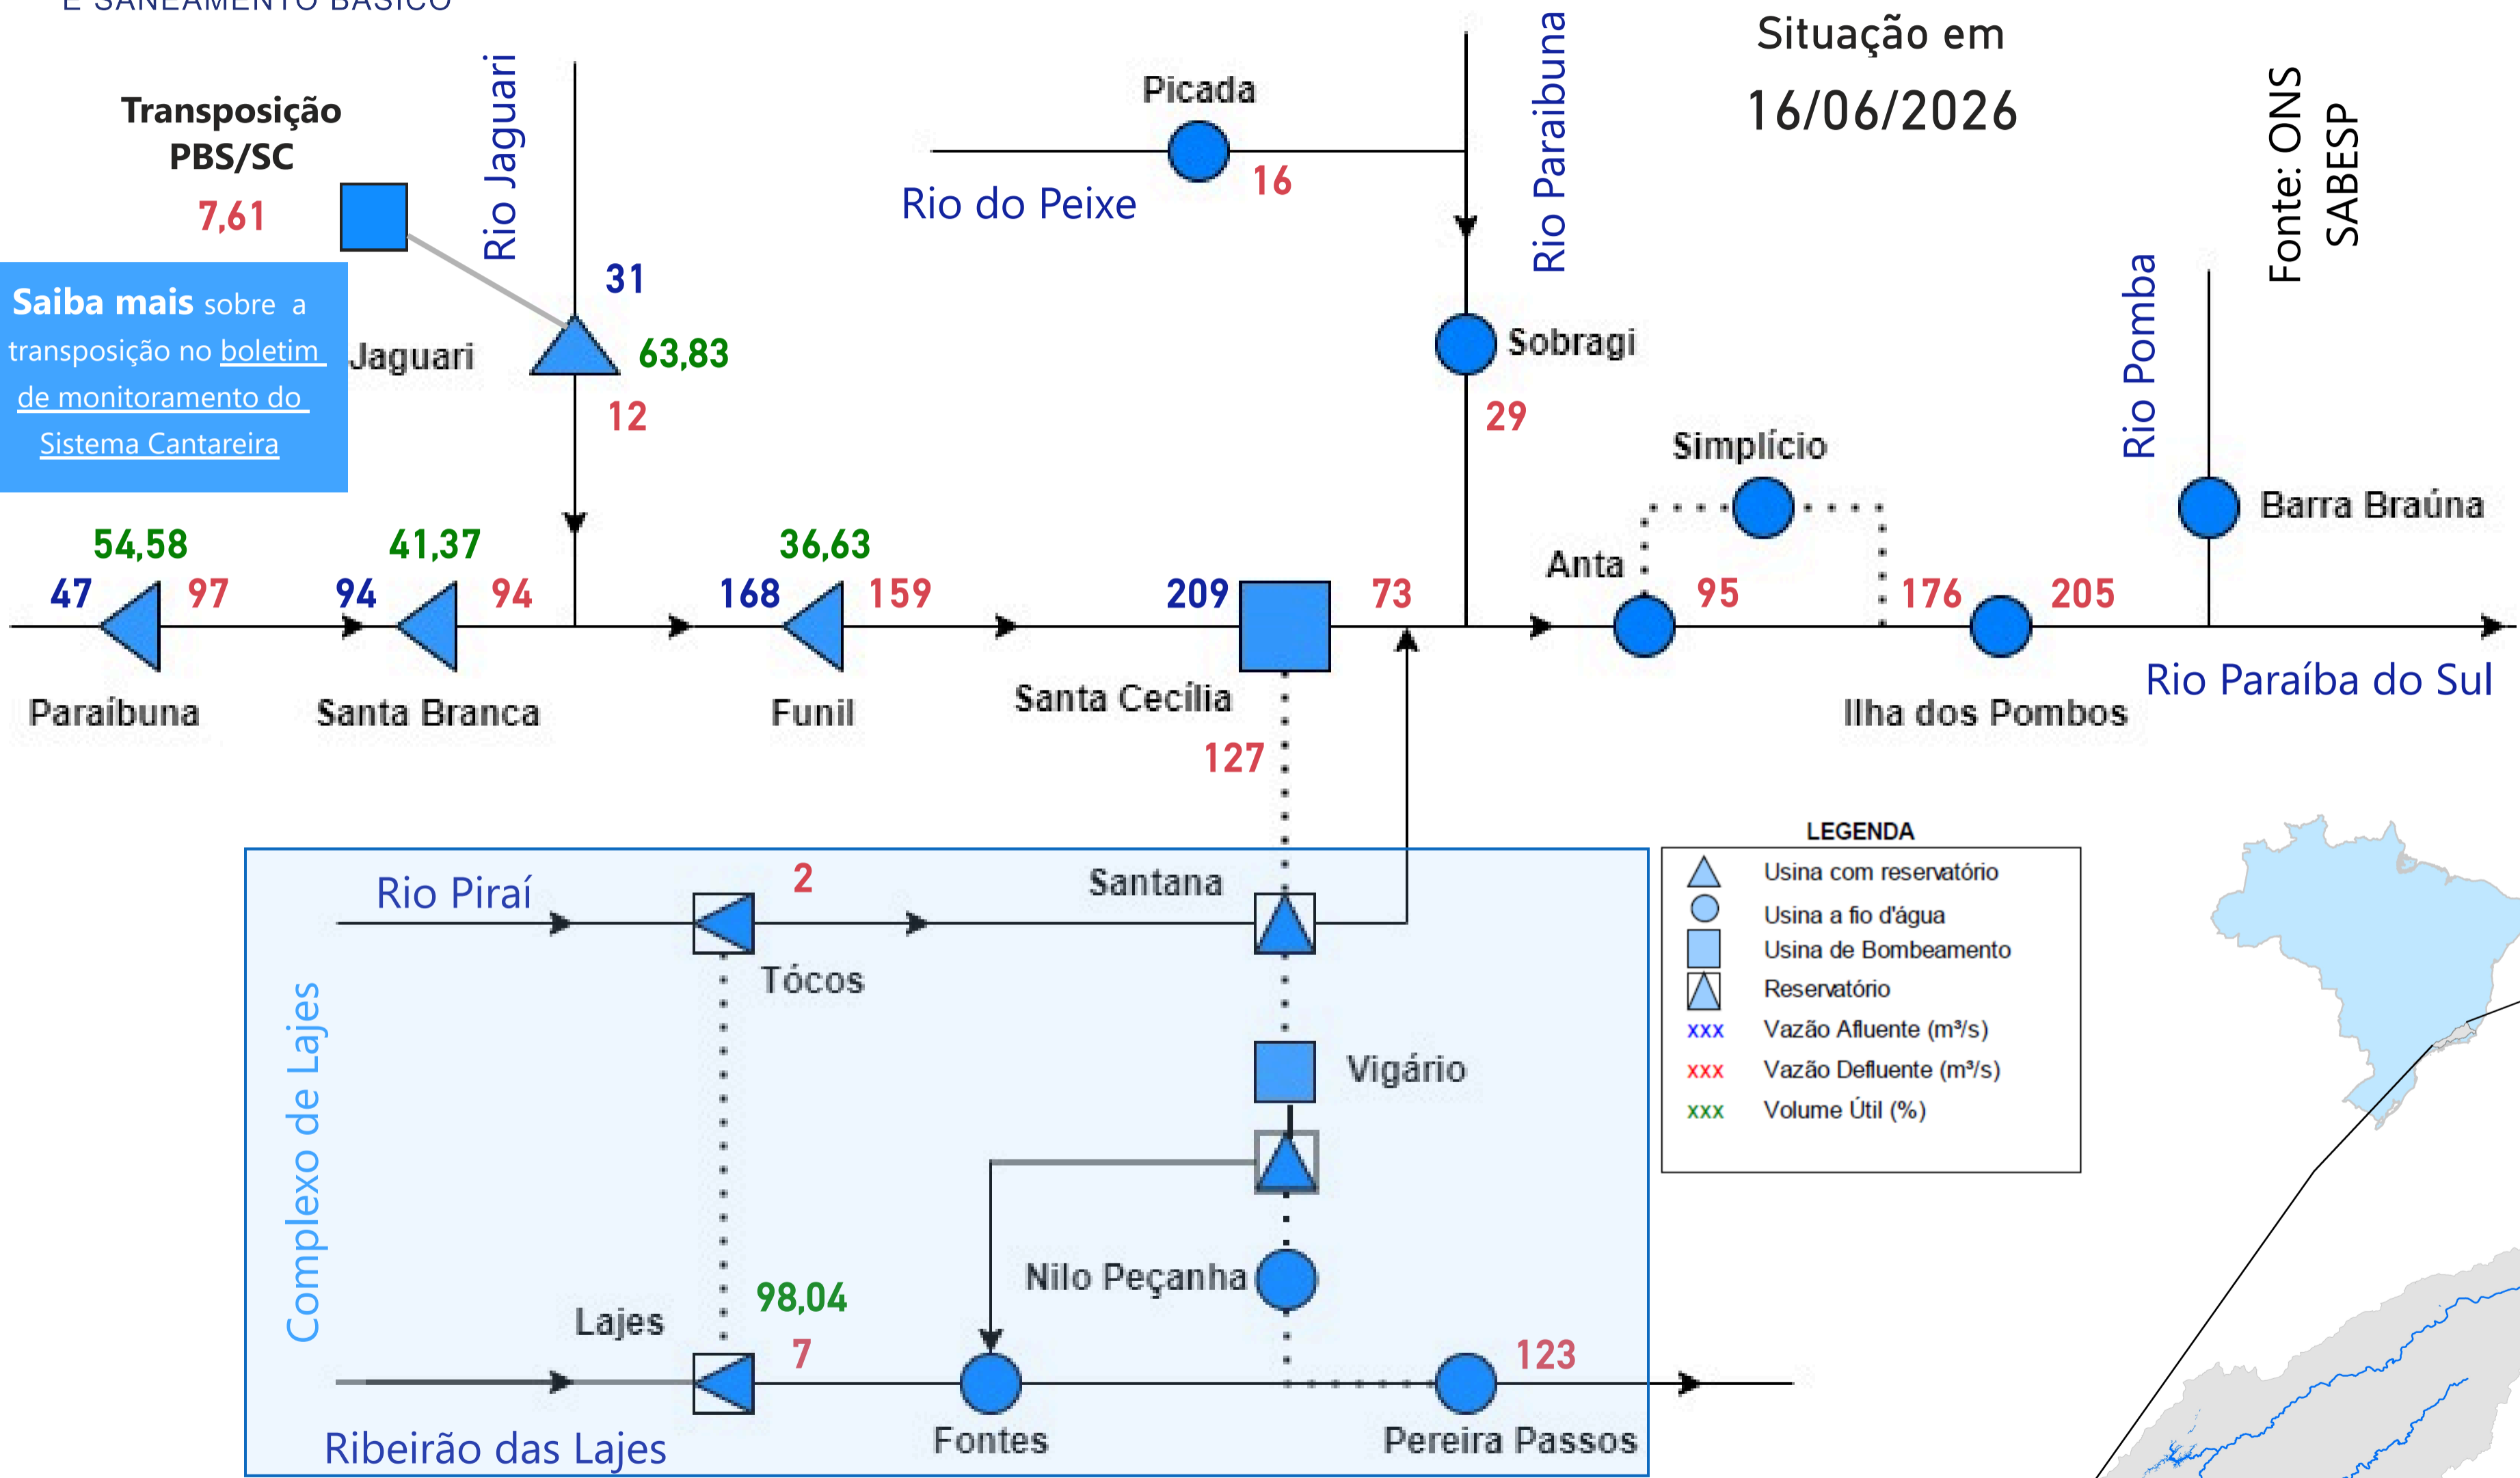 E SANEAMENTO BÁSICO
Situação em
16/06/2026
Fonte: ONS
SABESP
Transposição
PBS/SC
7,61
Rio Jaguari
Picada
16
Rio do Peixe
Rio Paraibuna
Saiba mais sobre a
transposição no boletim
de monitoramento do
Sistema Cantareira
31
Jaguari
63,83
12
Sobragi
29
Rio Pomba
Simplício
Barra Braúna
54,58
47
97
41,37
94
94
36,63
168
159
209
73
Anta
95
176
205
Paraíbuna
Santa Branca
Funil
Santa Cecília
Ilha dos Pombos
Rio Paraíba do Sul
127
Complexo de Lajes
Rio Piraí
2
Tócos
Santana
Vigário
Nilo Peçanha
98,04
Lajes
7
Fontes
123
Pereira Passos
Ribeirão das Lajes
LEGENDA
Usina com reservatório
Usina a fio d'água
Usina de Bombeamento
Reservatório
xxx Vazão Afluente (m³/s)
xxx Vazão Defluente (m³/s)
xxx Volume Útil (%)